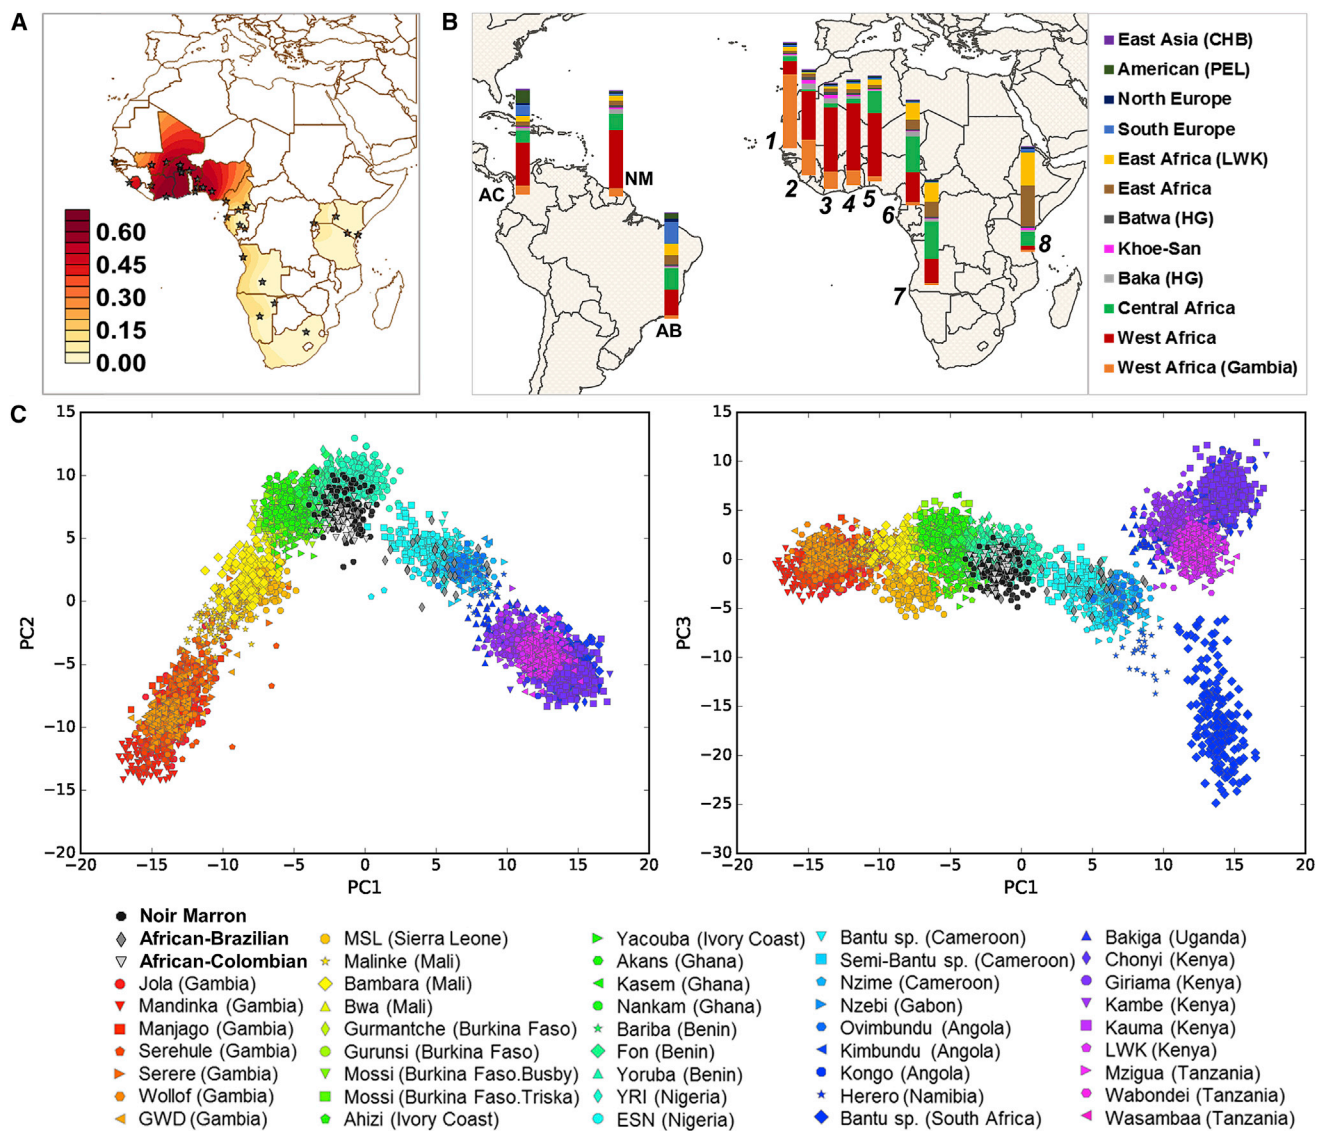 A
0.60
0.45
0.30
0.15
0.00
B
AC
NM
AB
1
2
3
4
5
6
7
8
East Asia (CHB)
American (PEL)
North Europe
South Europe
East Africa (LWK)
East Africa
Batwa (HG)
Khoe-San
Baka (HG)
Central Africa
West Africa
West Africa (Gambia)
C
15
10
5
0
−5
−10
−15
−20
PC2
−20 −15 −10 −5 0 5 10 15 20
PC1
15
10
5
0
−5
−10
−15
−20
−25
−30
PC3
−20 −15 −10 −5 0 5 10 15 20
PC1
Noir Marron
African-Brazilian
African-Colombian
Jola (Gambia)
Mandinka (Gambia)
Manjago (Gambia)
Serehule (Gambia)
Serere (Gambia)
Wollof (Gambia)
GWD (Gambia)
MSL (Sierra Leone)
Malinke (Mali)
Bambara (Mali)
Bwa (Mali)
Gurmantche (Burkina Faso)
Gurunsi (Burkina Faso)
Mossi (Burkina Faso.Busby)
Mossi (Burkina Faso.Triska)
Ahizi (Ivory Coast)
Yacouba (Ivory Coast)
Akans (Ghana)
Kasem (Ghana)
Nankam (Ghana)
Bariba (Benin)
Fon (Benin)
Yoruba (Benin)
YRI (Nigeria)
ESN (Nigeria)
Bantu sp. (Cameroon)
Semi-Bantu sp. (Cameroon)
Nzime (Cameroon)
Nzebi (Gabon)
Ovimbundu (Angola)
Kimbundu (Angola)
Kongo (Angola)
Herero (Namibia)
Bantu sp. (South Africa)
Bakiga (Uganda)
Chonyi (Kenya)
Giriama (Kenya)
Kambe (Kenya)
Kauma (Kenya)
LWK (Kenya)
Mzigua (Tanzania)
Wabondei (Tanzania)
Wasambaa (Tanzania)